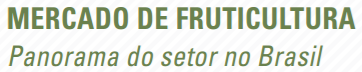 MERCADO DE FRUTICULTURA
Panorama do setor no Brasil